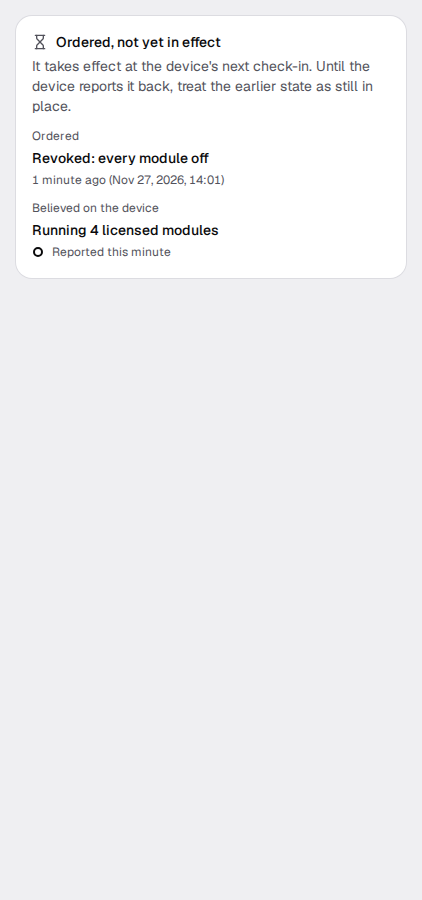 Ordered, not yet in effect
It takes effect at the device's next check-in. Until the
device reports it back, treat the earlier state as still in
place.
Ordered
Revoked: every module off
1 minute ago (Nov 27, 2026, 14:01)
Believed on the device
Running 4 licensed modules
Reported this minute